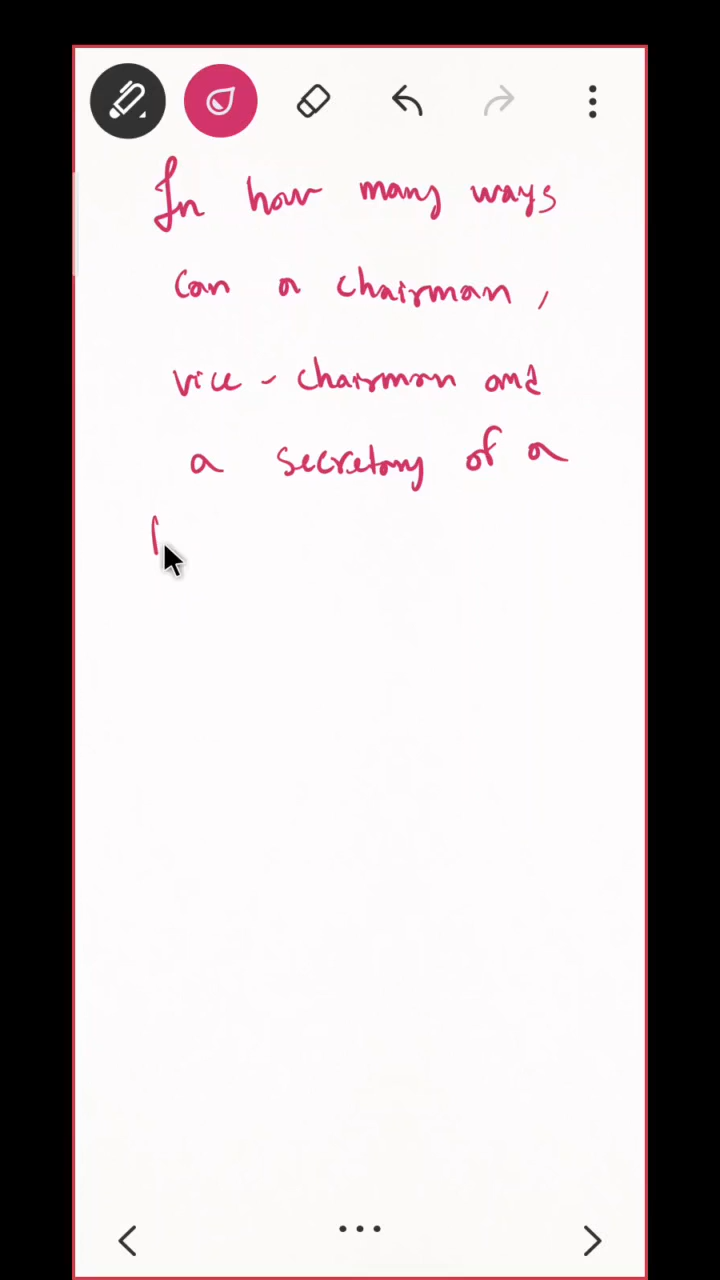 In how many ways
can a chairman,
vice-chairman and
a secretary of a